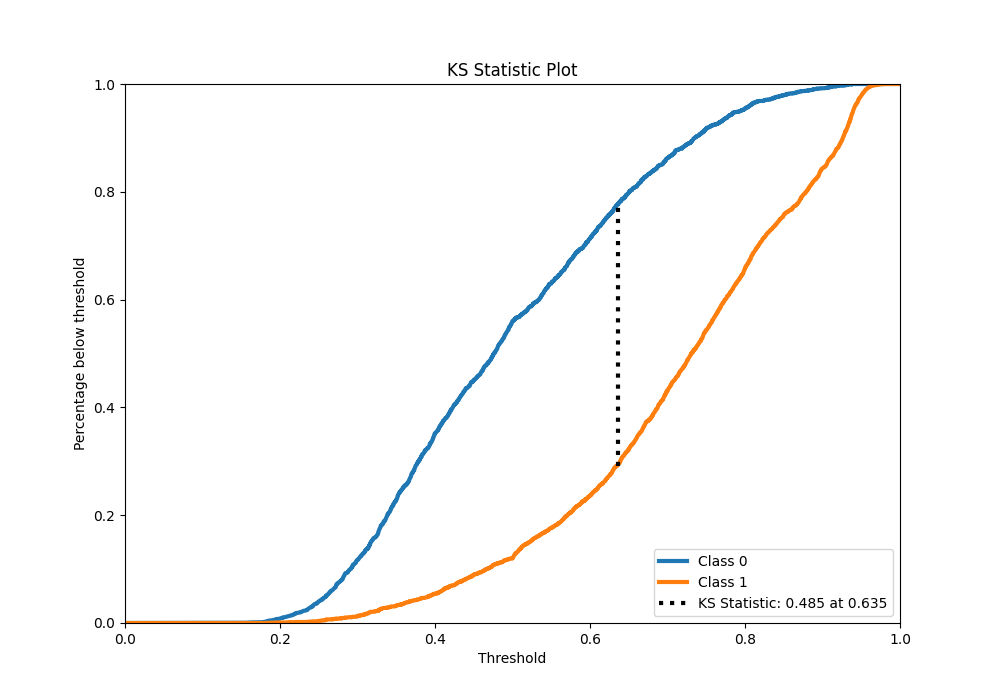 KS Statistic Plot
Percentage below threshold
1.0
0.8
0.6
0.4
0.2
0.0
0.0 0.2 0.4 0.6 0.8 1.0
Threshold
Class 0
Class 1
KS Statistic: 0.485 at 0.635